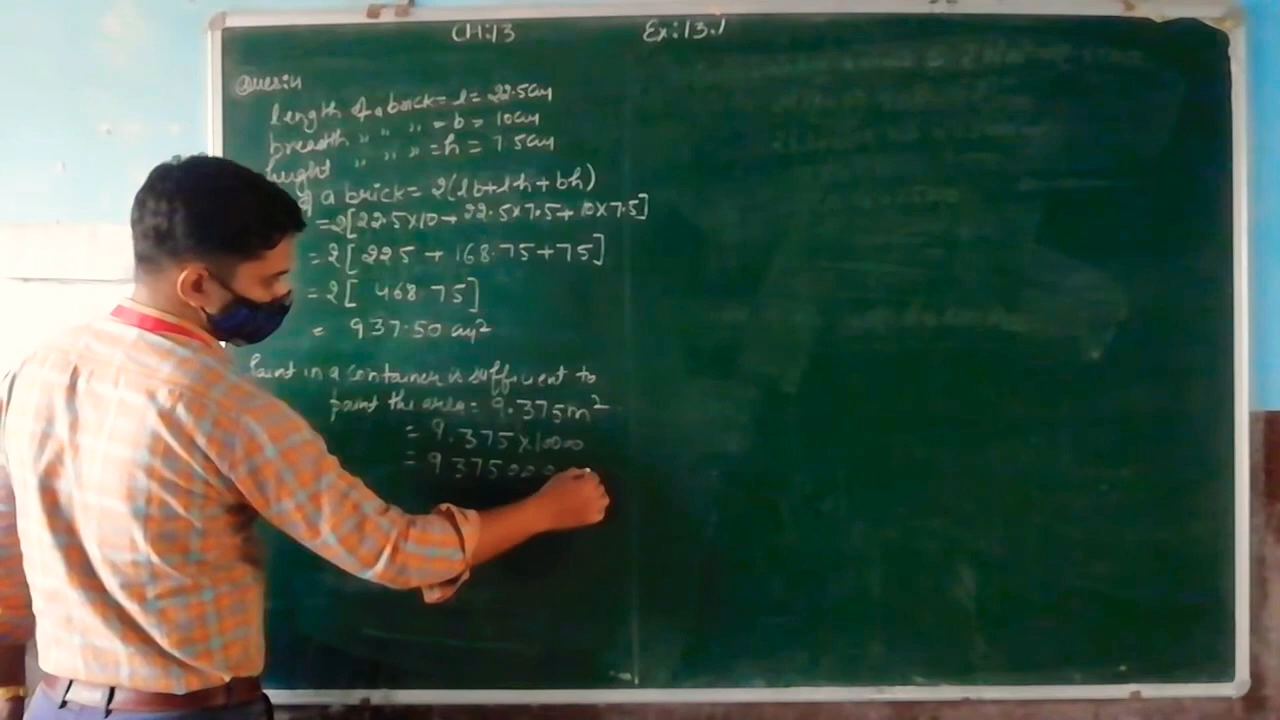 CH:13 Ex:13.1
Ques:4
length of a brick = l = 22.5cm
breadth " " " = b = 10cm
height " " " = h = 7.5cm
a brick = 2(lb+lh+bh)
= 2[22.5×10+22.5×7.5+10×7.5]
= 2[225 + 168.75+75]
= 2[468.75]
= 937.50 cm²
Paint in a container is sufficient to
paint the area = 9.375m²
= 9.375×10000
= 9375000